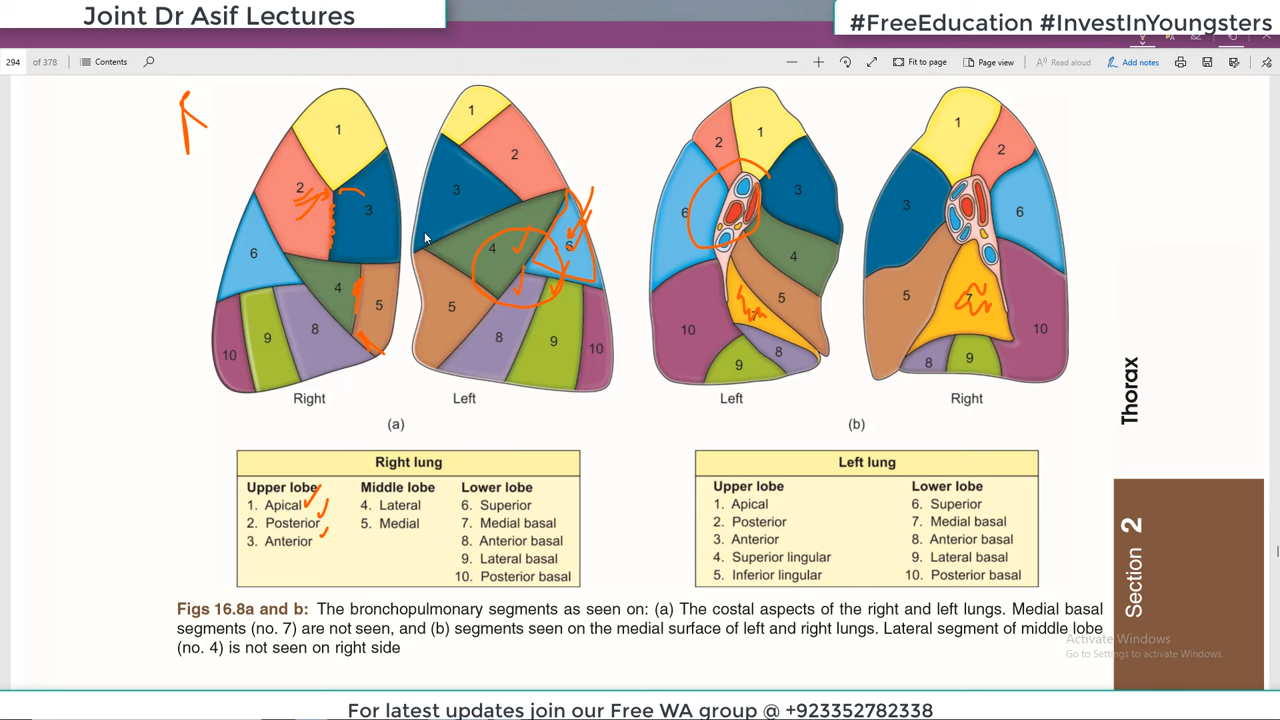 Joint Dr Asif Lectures
#FreeEducation #InvestInYoungsters
294 of 378 Contents Fit to page Page view Read aloud Add notes
1 2 3 6 4 5 8 9 10
1 2 3 4 6 5 8 9 10
2 1 6 3 4 5 7 10 8 9
1 2 3 6 5 7 10 8 9
Right Left Left Right
(a) (b)
Right lung
Upper lobe Middle lobe Lower lobe
1. Apical 4. Lateral 6. Superior
2. Posterior 5. Medial 7. Medial basal
3. Anterior 8. Anterior basal
9. Lateral basal
10. Posterior basal
Left lung
Upper lobe Lower lobe
1. Apical 6. Superior
2. Posterior 7. Medial basal
3. Anterior 8. Anterior basal
4. Superior lingular 9. Lateral basal
5. Inferior lingular 10. Posterior basal
Thorax
Section 2
Figs 16.8a and b: The bronchopulmonary segments as seen on: (a) The costal aspects of the right and left lungs. Medial basal
segments (no. 7) are not seen, and (b) segments seen on the medial surface of left and right lungs. Lateral segment of middle lobe
(no. 4) is not seen on right side
Activate Windows
Go to Settings to activate Windows.
For latest updates join our Free WA group @ +923352782338